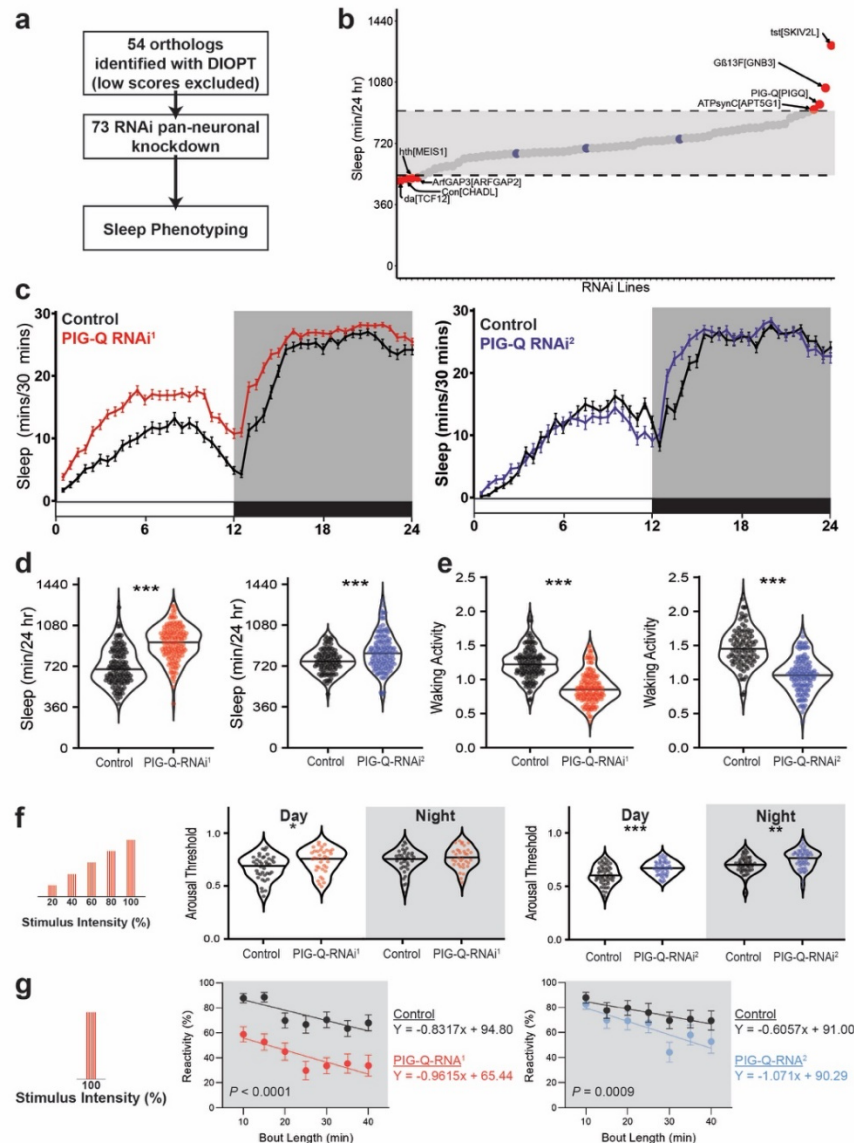 a
54 orthologs
identified with DIOPT
(low scores excluded)
73 RNAi pan-neuronal
knockdown
Sleep Phenotyping
b
Sleep (min/24 hr)
1440
1080
720
360
0
tst[SKIV2L]
Gß13F[GNB3]
PIG-Q[PIGQ]
ATPsynC[APT5G1]
hth[MEIS1]
ArfGAP3[ARFGAP2]
Con[CHADL]
da[TCF12]
RNAi Lines
c
Control
PIG-Q RNAi¹
Sleep (mins/30 mins)
30
20
10
0
0 6 12 18 24
Control
PIG-Q RNAi²
Sleep (mins/30 mins)
30
20
10
0
0 6 12 18 24
d
Sleep (min/24 hr)
1440
1080
720
360
0
***
Control PIG-Q-RNAi¹
Sleep (min/24 hr)
1440
1080
720
360
0
***
Control PIG-Q-RNAi²
e
Waking Activity
2.5
2.0
1.5
1.0
0.5
0
***
Control PIG-Q-RNAi¹
Waking Activity
2.5
2.0
1.5
1.0
0.5
0
***
Control PIG-Q-RNAi²
f
20 40 60 80 100
Stimulus Intensity (%)
Arousal Threshold
1.0
0.5
0.0
Day Night
*
Control PIG-Q-RNAi¹ Control PIG-Q-RNAi¹
Arousal Threshold
1.0
0.5
0.0
Day Night
*** **
Control PIG-Q-RNAi² Control PIG-Q-RNAi²
g
100
Stimulus Intensity (%)
Reactivity (%)
100
80
60
40
20
0
P < 0.0001
10 20 30 40
Bout Length (min)
Control
Y = -0.8317x + 94.80
PIG-Q-RNA¹
Y = -0.9615x + 65.44
Reactivity (%)
100
80
60
40
20
0
P = 0.0009
10 20 30 40
Bout Length (min)
Control
Y = -0.6057x + 91.00
PIG-Q-RNA²
Y = -1.071x + 90.29